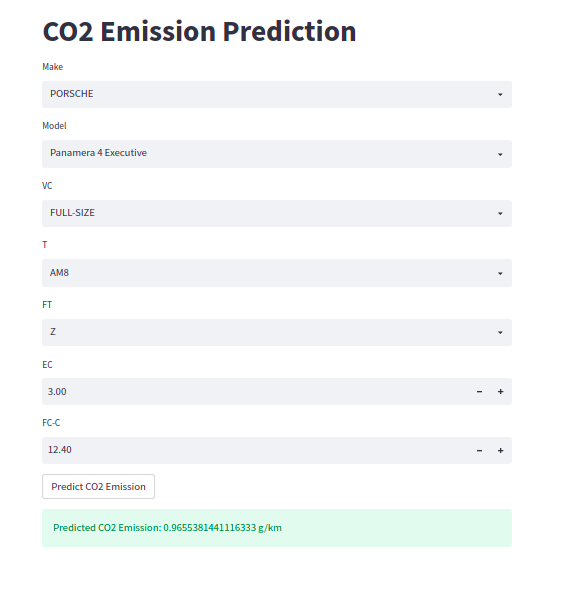 CO2 Emission Prediction
Make
PORSCHE
Model
Panamera 4 Executive
VC
FULL-SIZE
T
AM8
FT
Z
EC
3.00
FC-C
12.40
Predict CO2 Emission
Predicted CO2 Emission: 0.9655381441116333 g/km